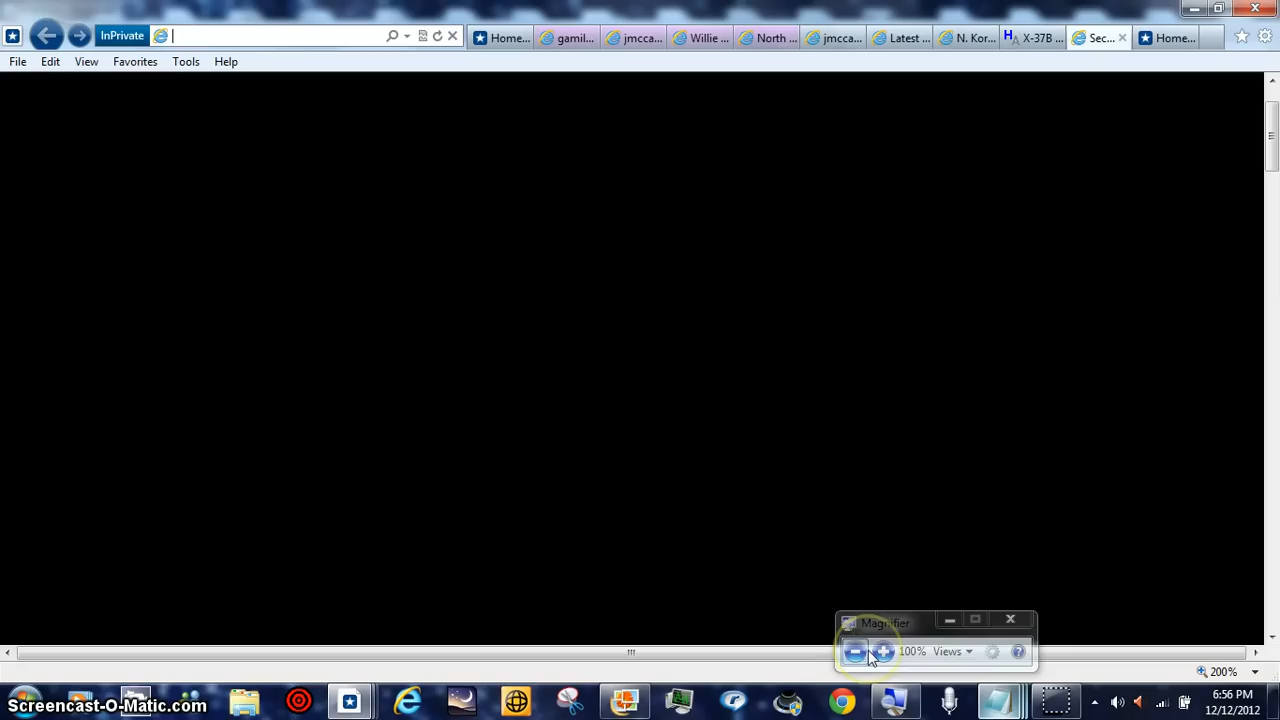 InPrivate
Home... gamil... jmcca... Willie ... North ... jmcca... Latest ... N. Kor... HA X-37B ... Sec... Home...
File Edit View Favorites Tools Help
Magnifier
100% Views
200%
Screencast-O-Matic.com
6:56 PM
12/12/2012